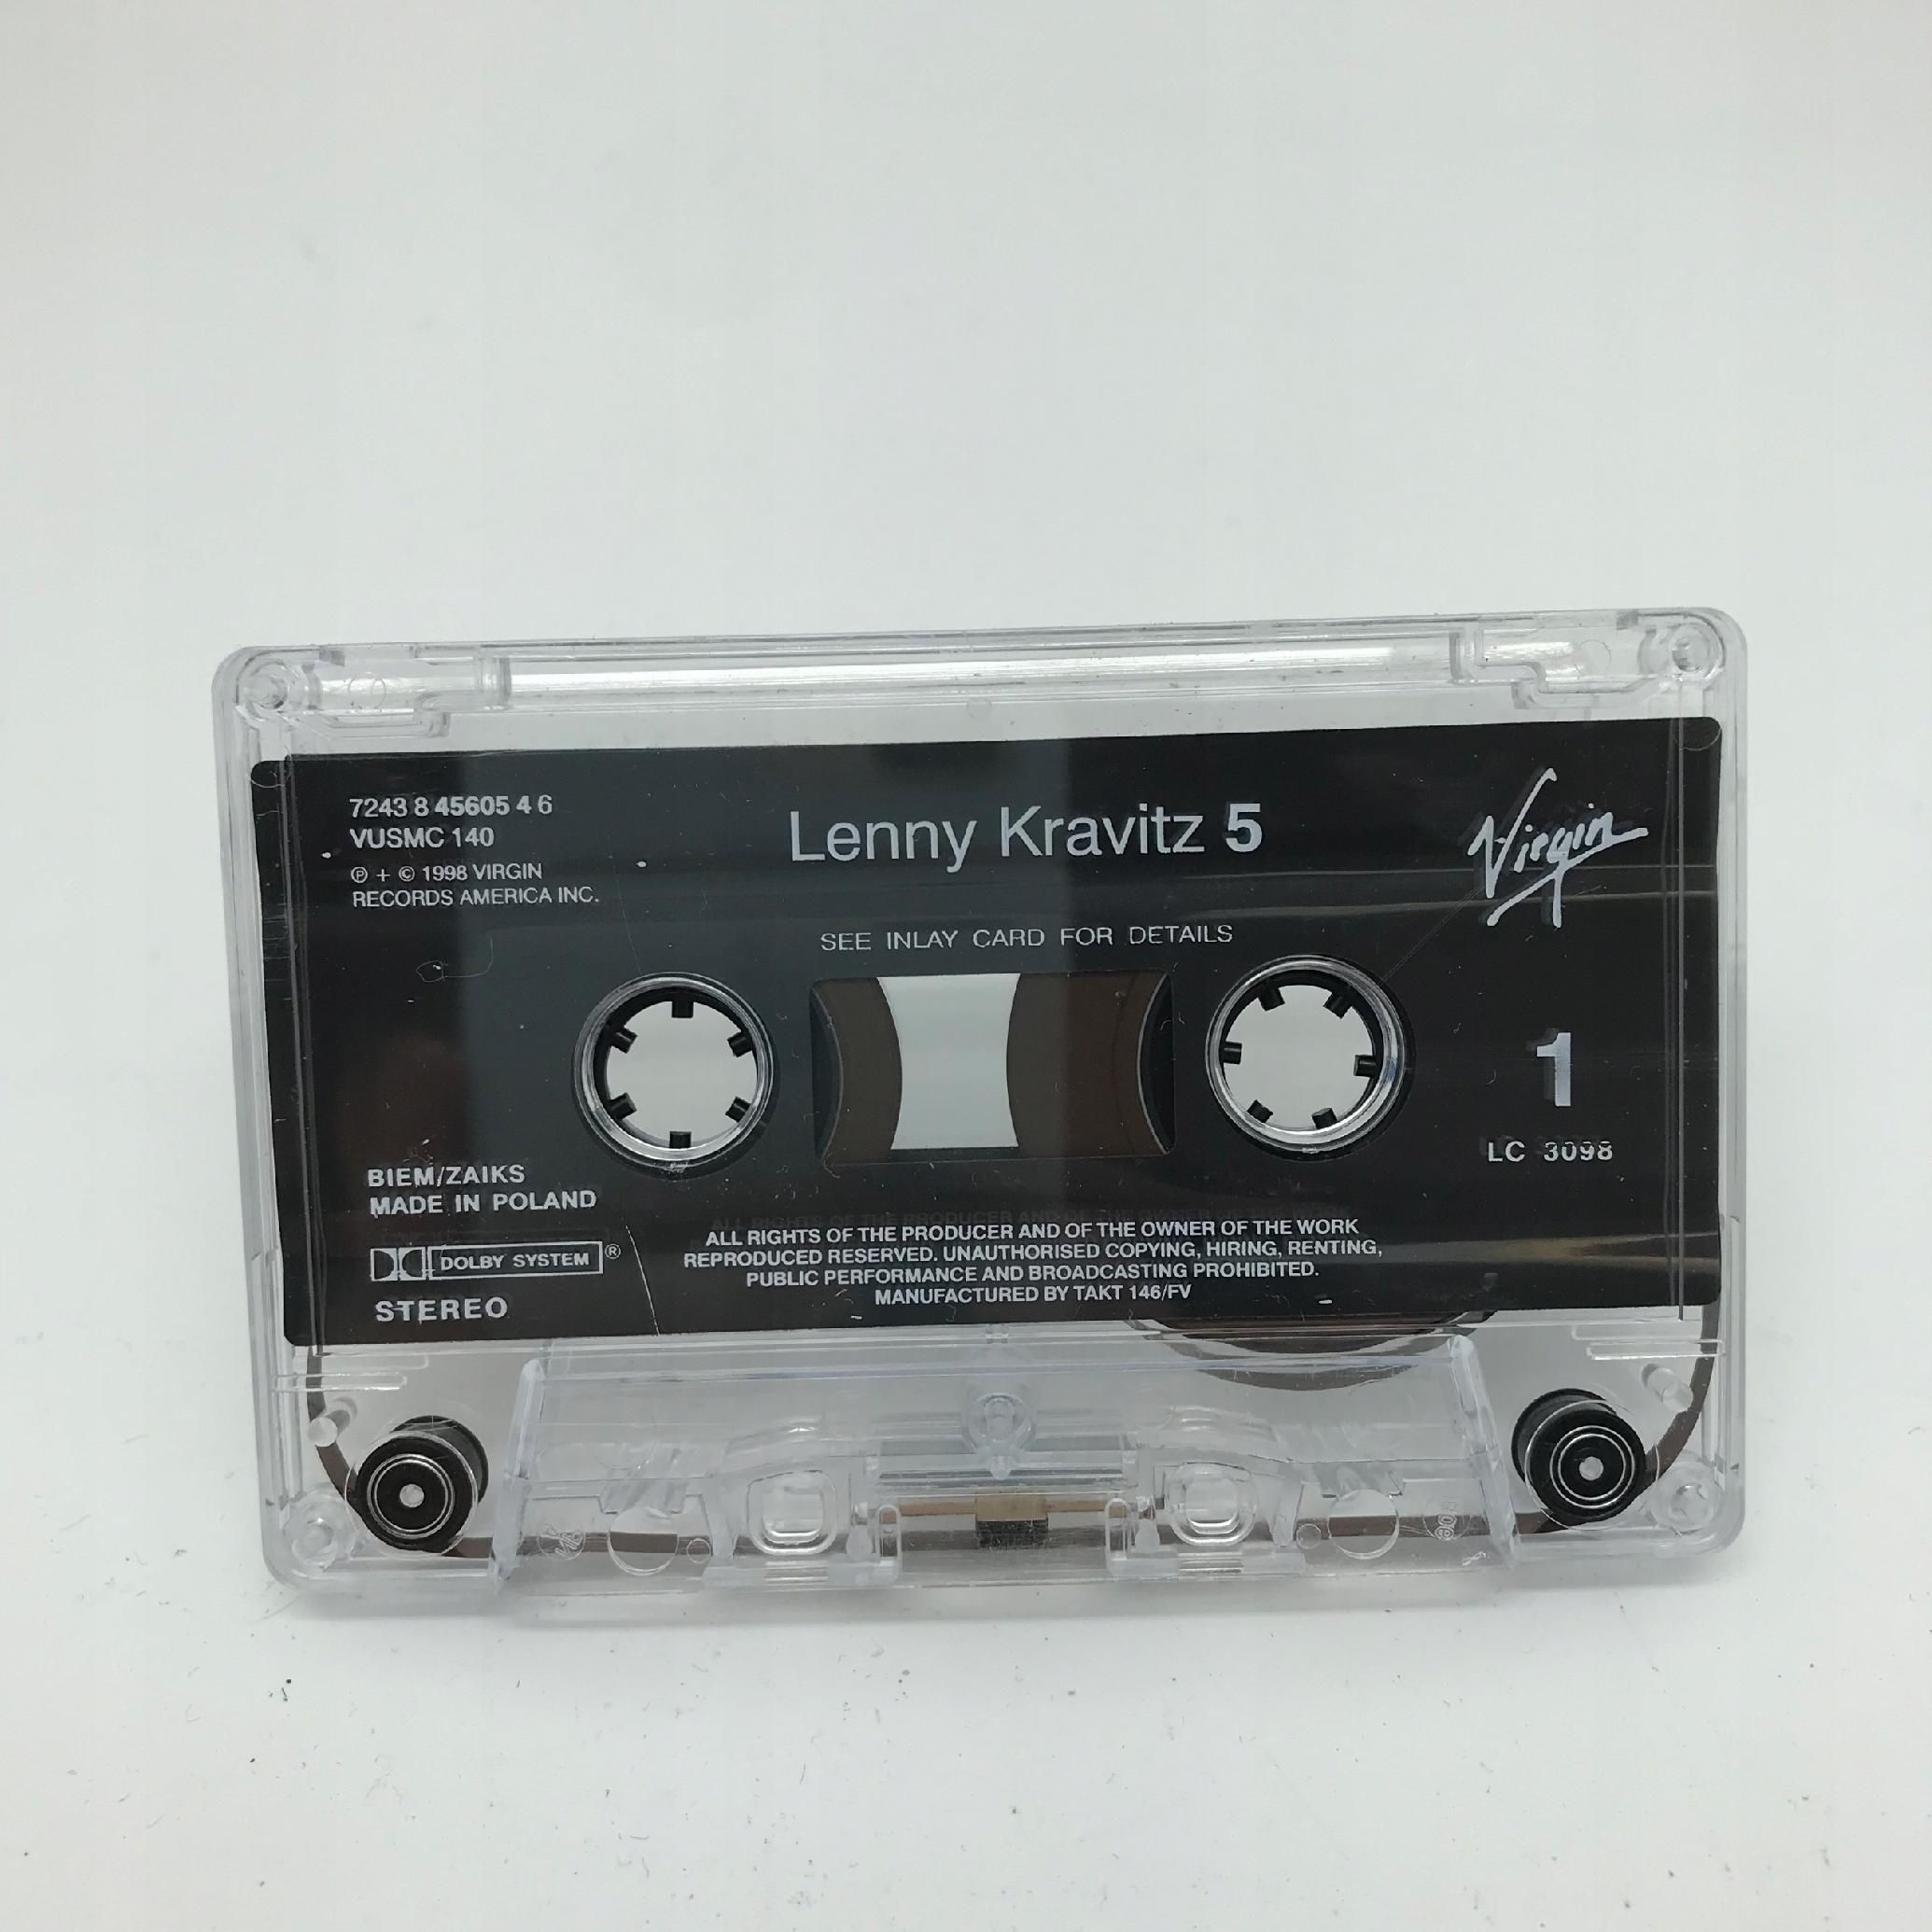 7243 8 45605 4 6
VUSMC 140
℗ + © 1998 VIRGIN
RECORDS AMERICA INC.
Lenny Kravitz 5
Virgin
SEE INLAY CARD FOR DETAILS
1
LC 3098
BIEM/ZAIKS
MADE IN POLAND
DOLBY SYSTEM®
STEREO
ALL RIGHTS OF THE PRODUCER AND OF THE OWNER OF THE WORK
REPRODUCED RESERVED. UNAUTHORISED COPYING, HIRING, RENTING,
PUBLIC PERFORMANCE AND BROADCASTING PROHIBITED.
MANUFACTURED BY TAKT 146/FV